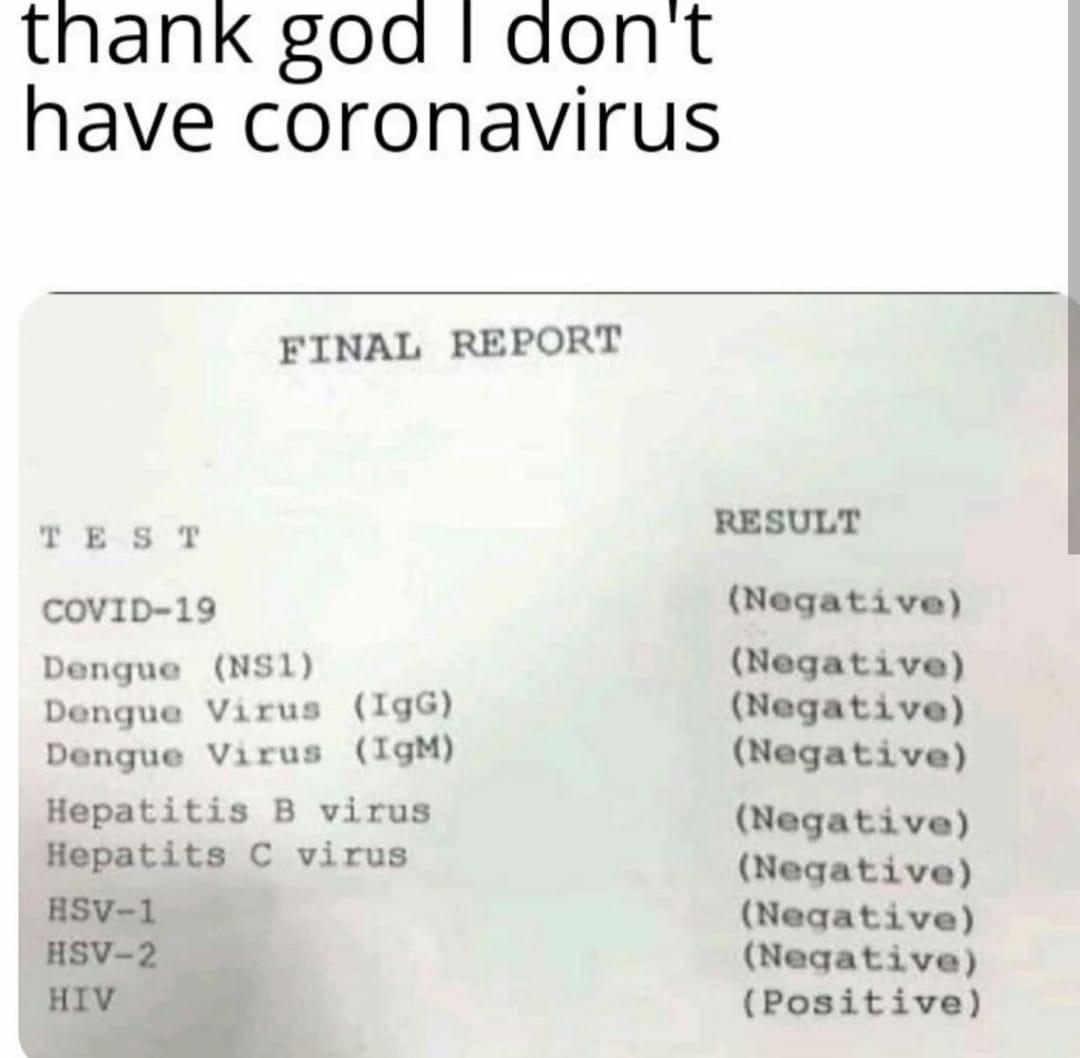 thank god I don't
have coronavirus
FINAL REPORT
T E S T RESULT
COVID-19 (Negative)
Dengue (NS1) (Negative)
Dengue Virus (IgG) (Negative)
Dengue Virus (IgM) (Negative)
Hepatitis B virus (Negative)
Hepatits C virus (Negative)
HSV-1 (Negative)
HSV-2 (Negative)
HIV (Positive)